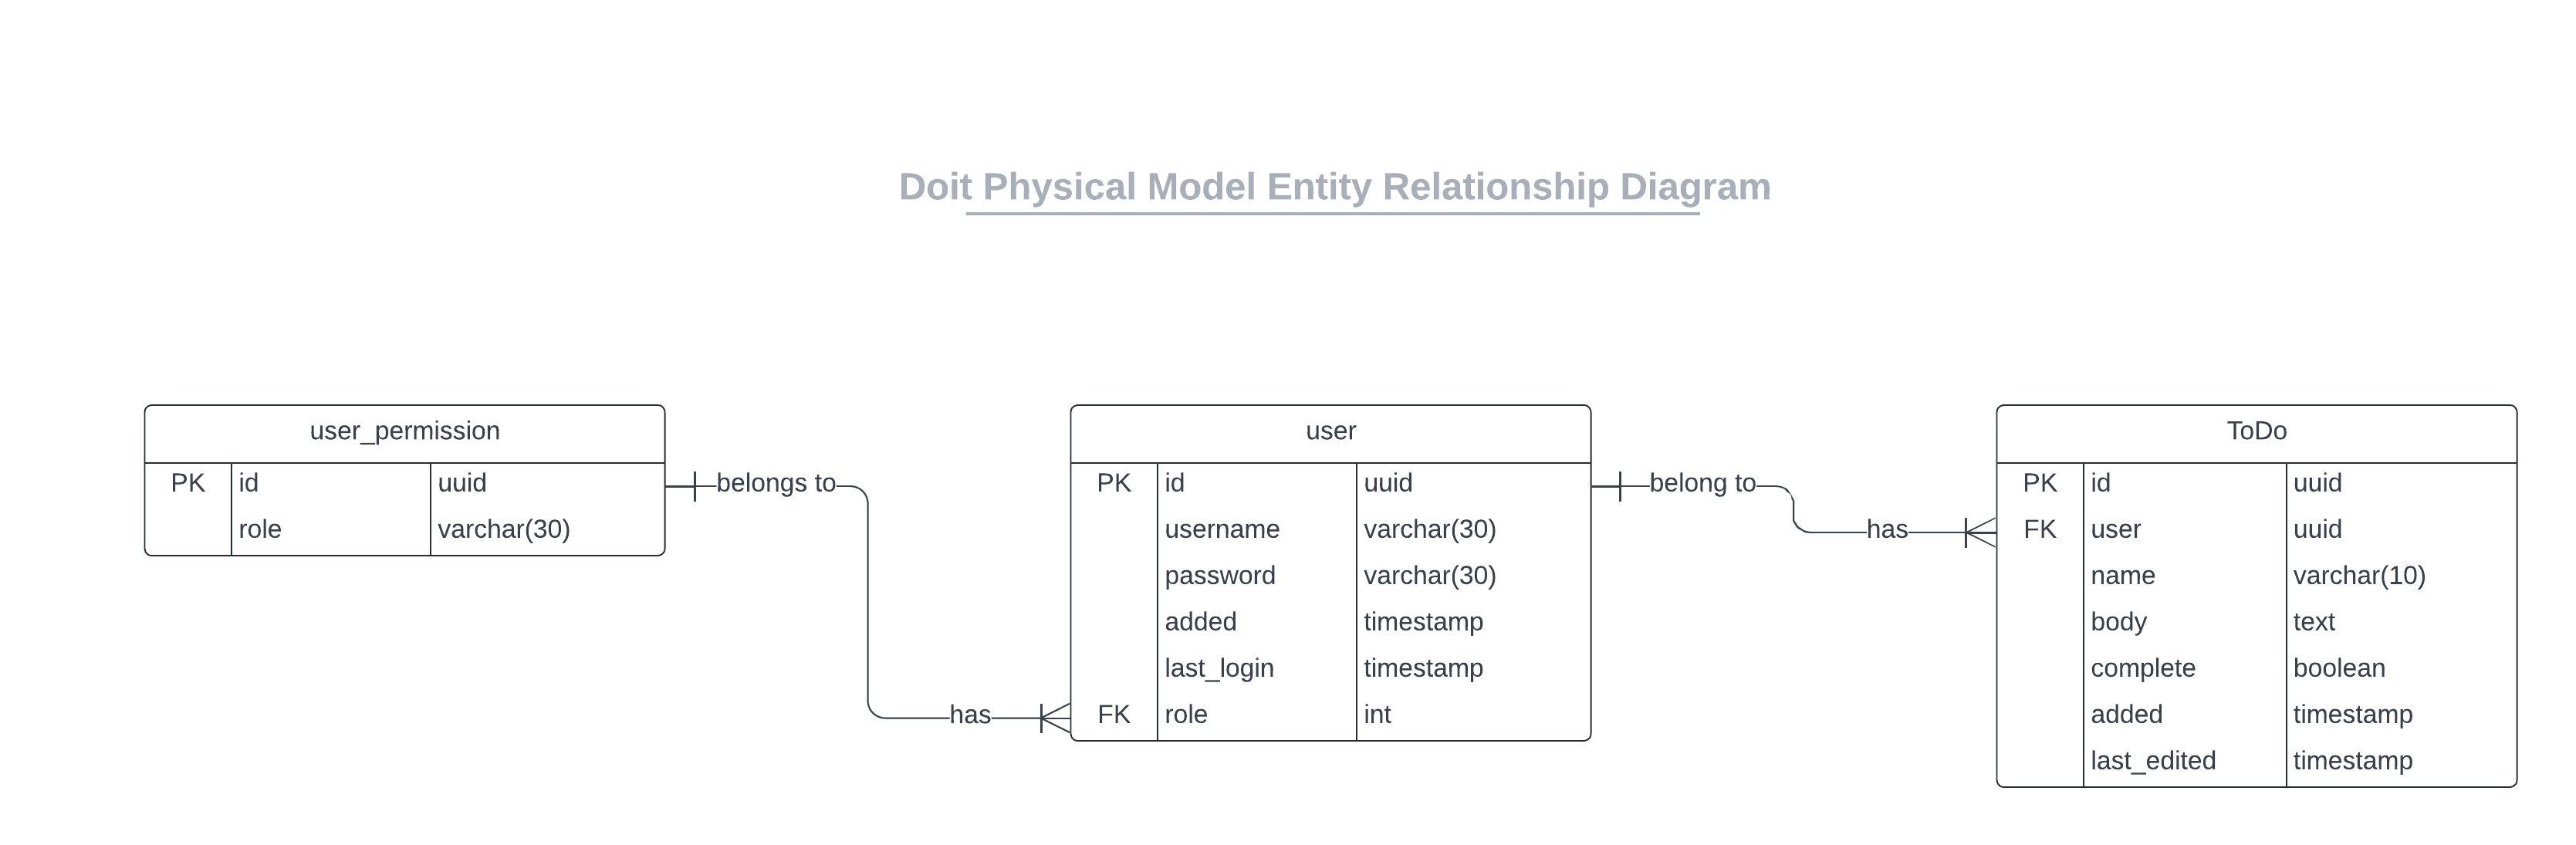 Doit Physical Model Entity Relationship Diagram
user_permission
PK id uuid
role varchar(30)
belongs to
has
user
PK id uuid
username varchar(30)
password varchar(30)
added timestamp
last_login timestamp
FK role int
belong to
has
ToDo
PK id uuid
FK user uuid
name varchar(10)
body text
complete boolean
added timestamp
last_edited timestamp